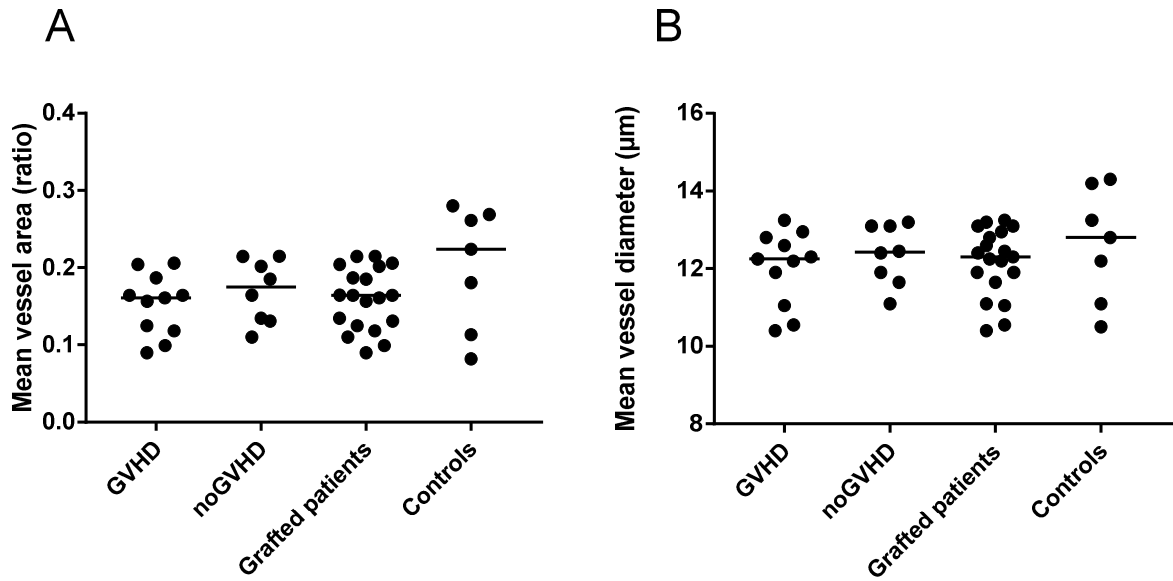 A
B
Mean vessel area (ratio)
0.4
0.3
0.2
0.1
0.0
GVHD
noGVHD
Grafted patients
Controls
Mean vessel diameter (µm)
16
14
12
10
8
GVHD
noGVHD
Grafted patients
Controls